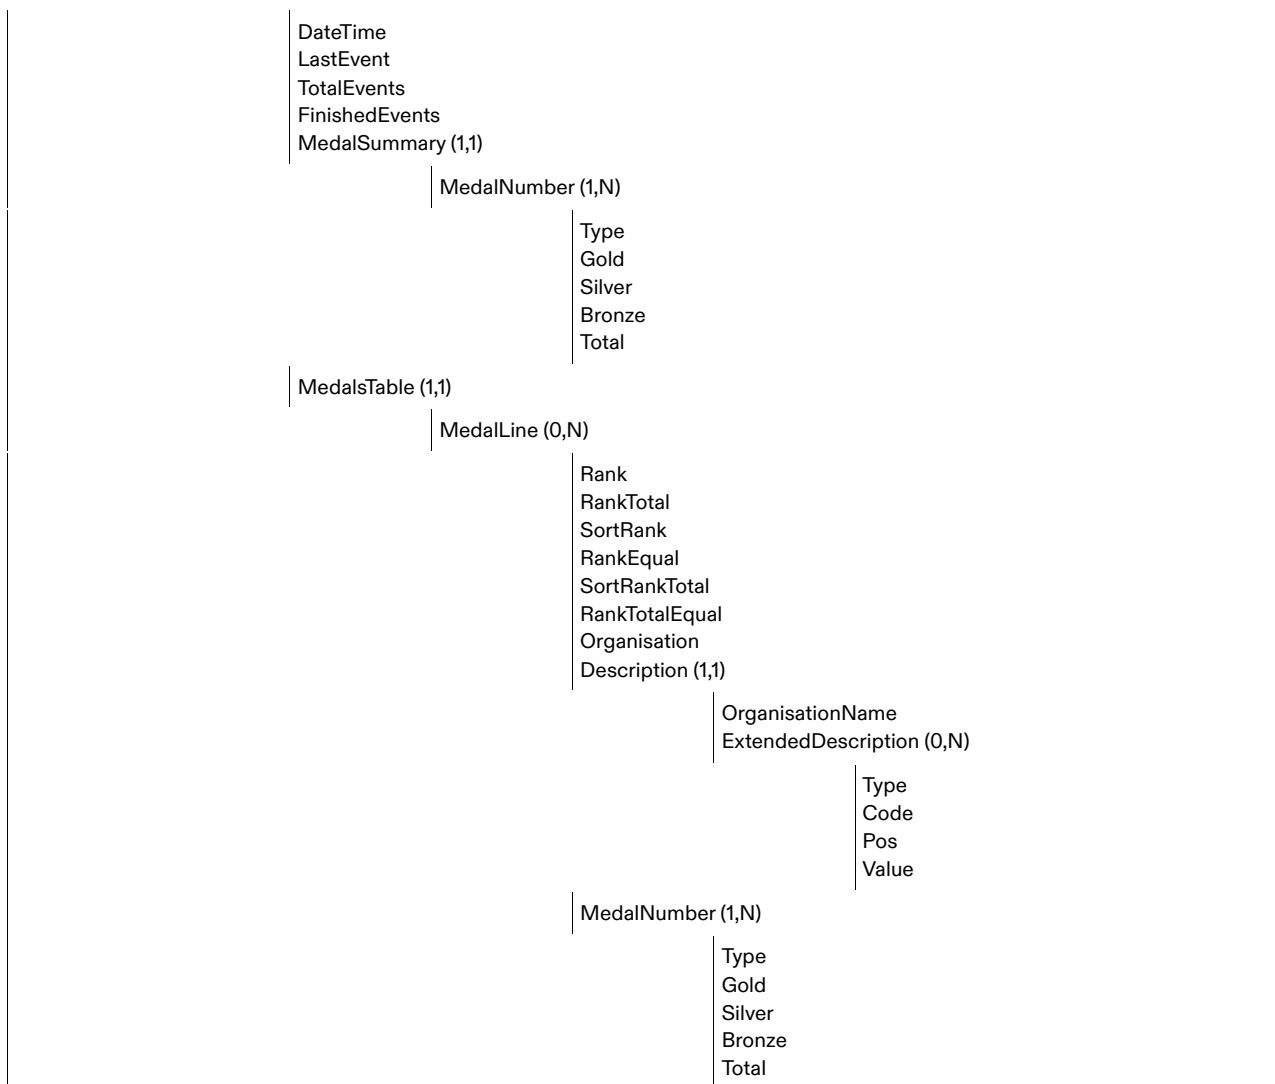 DateTime
LastEvent
TotalEvents
FinishedEvents
MedalSummary (1,1)
MedalNumber (1,N)
Type
Gold
Silver
Bronze
Total
MedalsTable (1,1)
MedalLine (0,N)
Rank
RankTotal
SortRank
RankEqual
SortRankTotal
RankTotalEqual
Organisation
Description (1,1)
OrganisationName
ExtendedDescription (0,N)
Type
Code
Pos
Value
MedalNumber (1,N)
Type
Gold
Silver
Bronze
Total